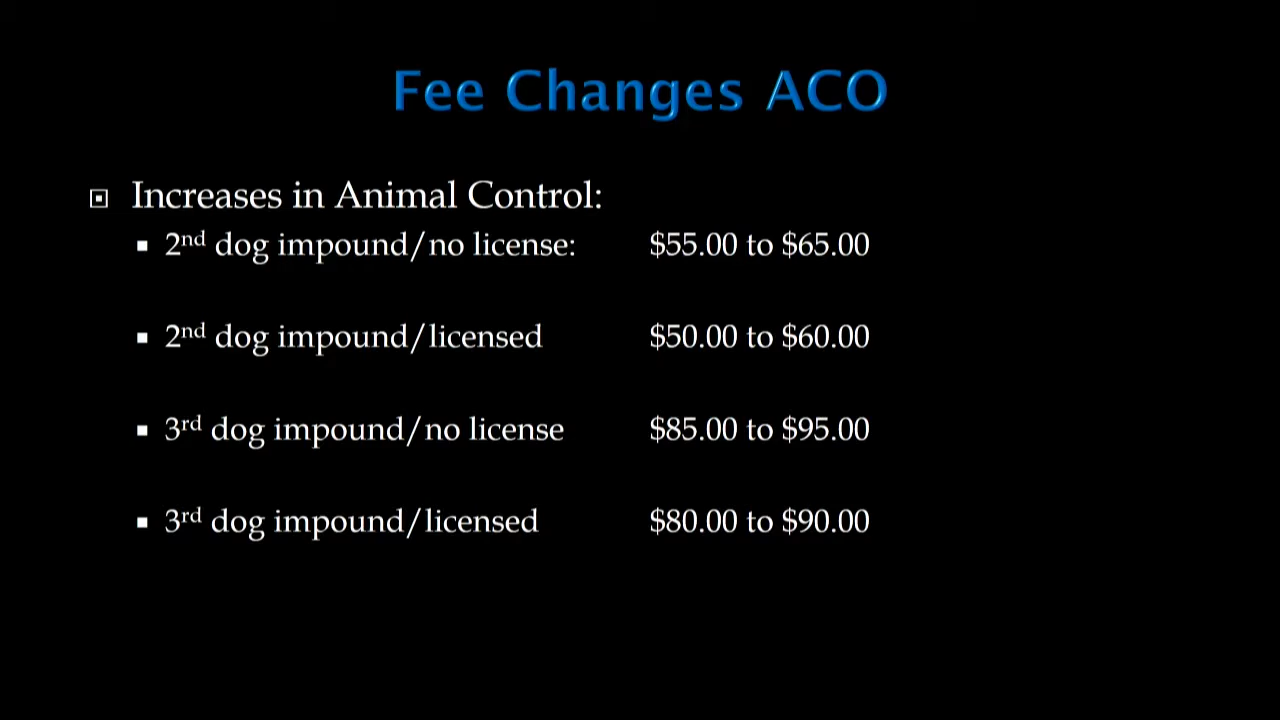 Fee Changes ACO
Increases in Animal Control:
2nd dog impound/no license: $55.00 to $65.00
2nd dog impound/licensed $50.00 to $60.00
3rd dog impound/no license $85.00 to $95.00
3rd dog impound/licensed $80.00 to $90.00